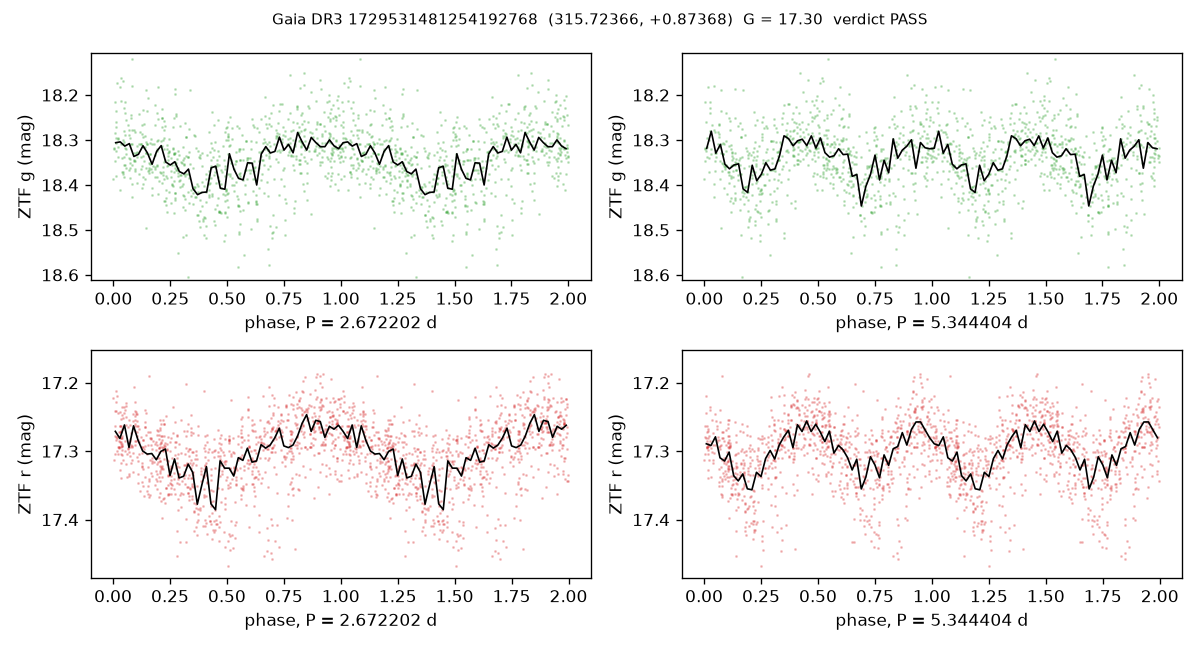 Gaia DR3 1729531481254192768 (315.72366, +0.87368) G = 17.30 verdict PASS
ZTF g (mag)
18.2
18.3
18.4
18.5
18.6
0.00 0.25 0.50 0.75 1.00 1.25 1.50 1.75 2.00
phase, P = 2.672202 d
ZTF g (mag)
18.2
18.3
18.4
18.5
18.6
0.00 0.25 0.50 0.75 1.00 1.25 1.50 1.75 2.00
phase, P = 5.344404 d
ZTF r (mag)
17.2
17.3
17.4
0.00 0.25 0.50 0.75 1.00 1.25 1.50 1.75 2.00
phase, P = 2.672202 d
ZTF r (mag)
17.2
17.3
17.4
0.00 0.25 0.50 0.75 1.00 1.25 1.50 1.75 2.00
phase, P = 5.344404 d